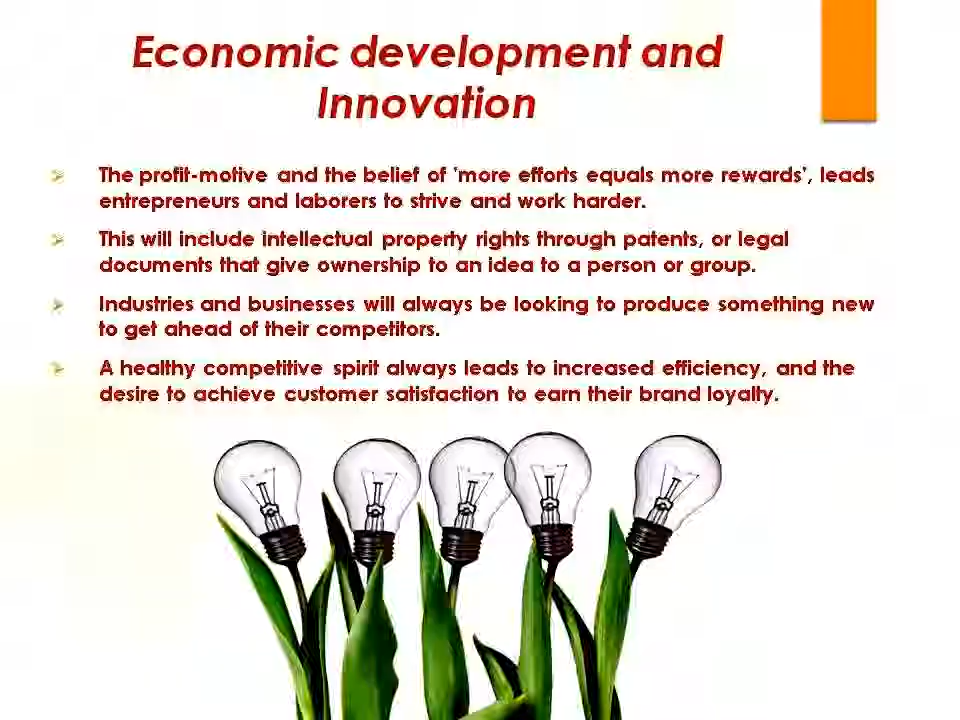 Economic development and
Innovation
The profit-motive and the belief of 'more efforts equals more rewards', leads
entrepreneurs and laborers to strive and work harder.
This will include intellectual property rights through patents, or legal
documents that give ownership to an idea to a person or group.
Industries and businesses will always be looking to produce something new
to get ahead of their competitors.
A healthy competitive spirit always leads to increased efficiency, and the
desire to achieve customer satisfaction to earn their brand loyalty.